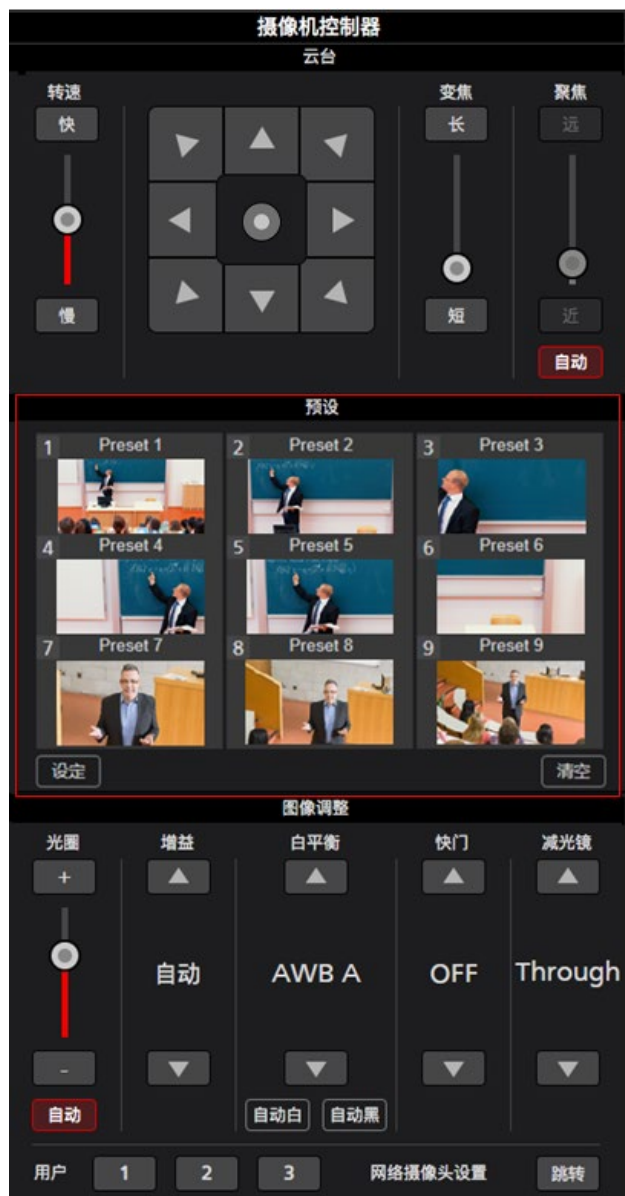 摄像机控制器
云台
转速 变焦 聚焦
快 长 远
慢 短 近
自动
预设
1 Preset 1 2 Preset 2 3 Preset 3
4 Preset 4 5 Preset 5 6 Preset 6
7 Preset 7 8 Preset 8 9 Preset 9
设定 清空
图像调整
光圈 增益 白平衡 快门 减光镜
+
自动 AWB A OFF Through
-
自动 自动白 自动黑
用户 1 2 3 网络摄像头设置 跳转